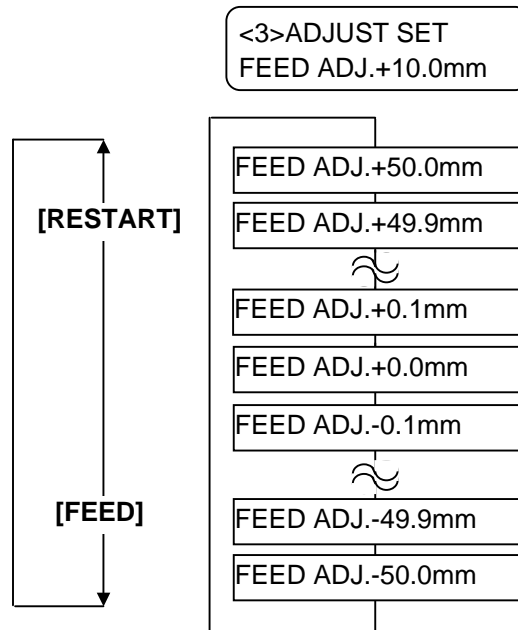 <3>ADJUST SET
FEED ADJ.+10.0mm
FEED ADJ.+50.0mm
[RESTART]
FEED ADJ.+49.9mm
FEED ADJ.+0.1mm
FEED ADJ.+0.0mm
FEED ADJ.-0.1mm
[FEED]
FEED ADJ.-49.9mm
FEED ADJ.-50.0mm